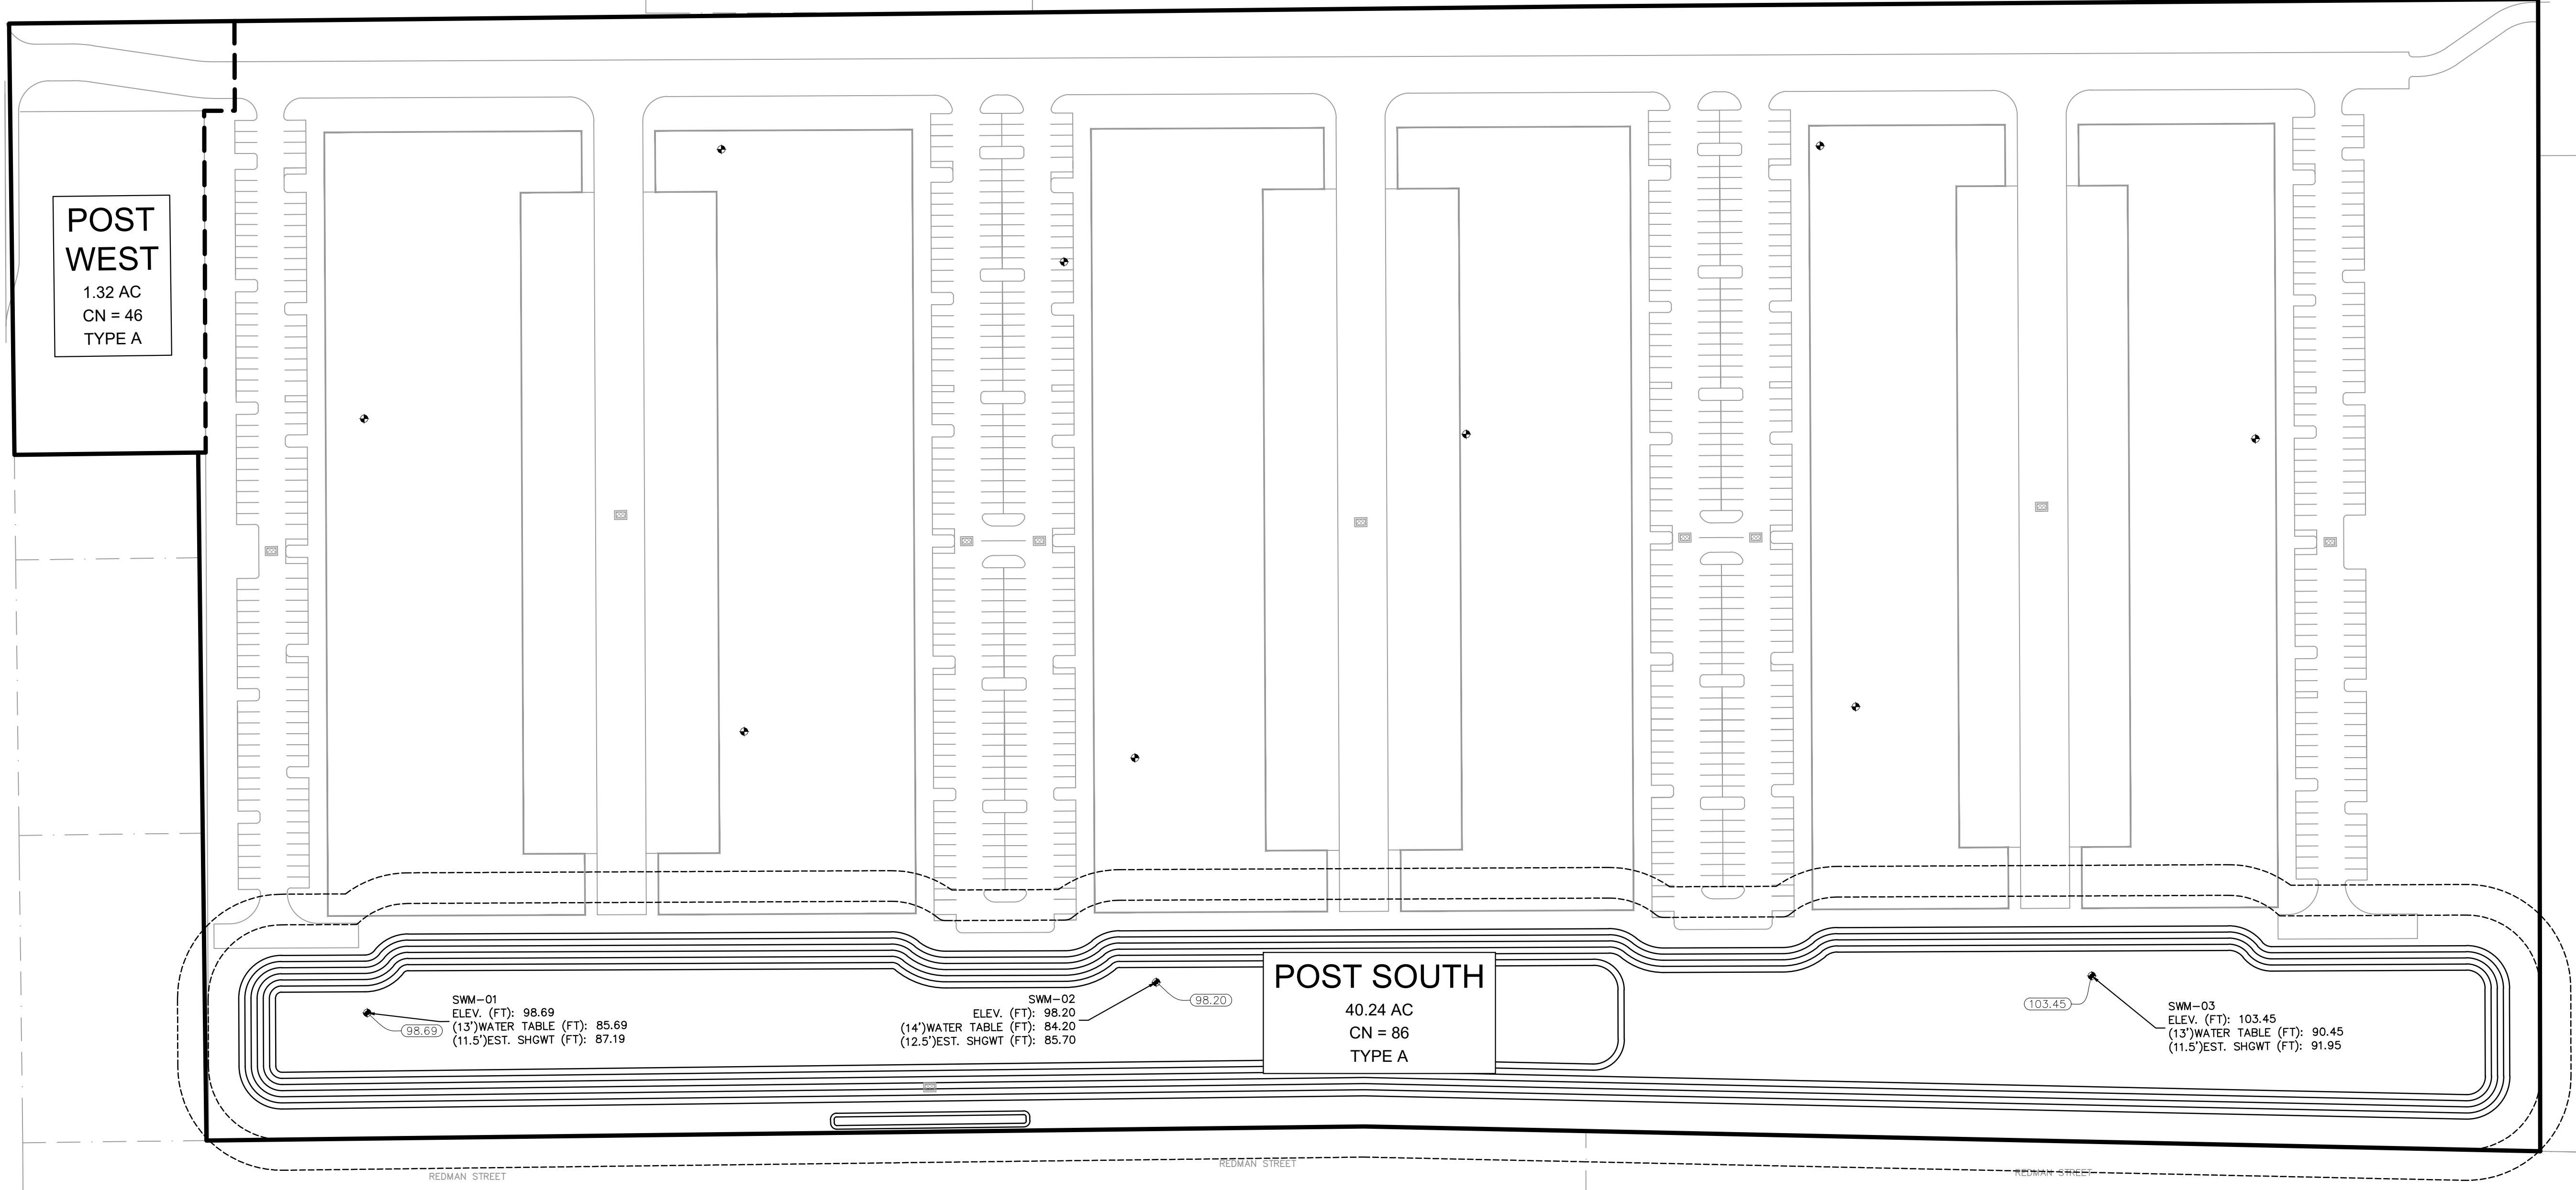 POST
WEST
1.32 AC
CN = 46
TYPE A
SWM-01
ELEV. (FT): 98.69
(13')WATER TABLE (FT): 85.69
(11.5')EST. SHGWT (FT): 87.19
98.69
SWM-02
ELEV. (FT): 98.20
(14')WATER TABLE (FT): 84.20
(12.5')EST. SHGWT (FT): 85.70
98.20
POST SOUTH
40.24 AC
CN = 86
TYPE A
103.45
SWM-03
ELEV. (FT): 103.45
(13')WATER TABLE (FT): 90.45
(11.5')EST. SHGWT (FT): 91.95
REDMAN STREET
REDMAN STREET
REDMAN STREET